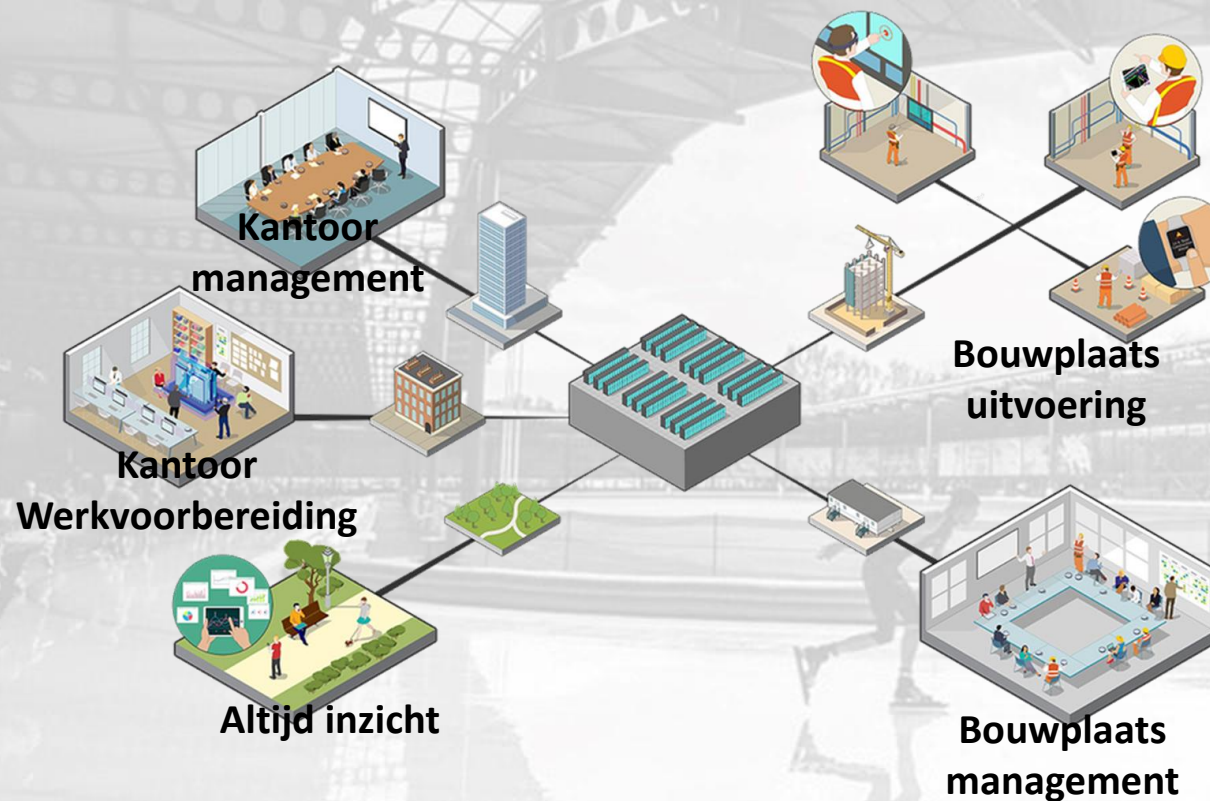 Kantoor
management
Kantoor
Werkvoorbereiding
Altijd inzicht
Bouwplaats
uitvoering
Bouwplaats
management